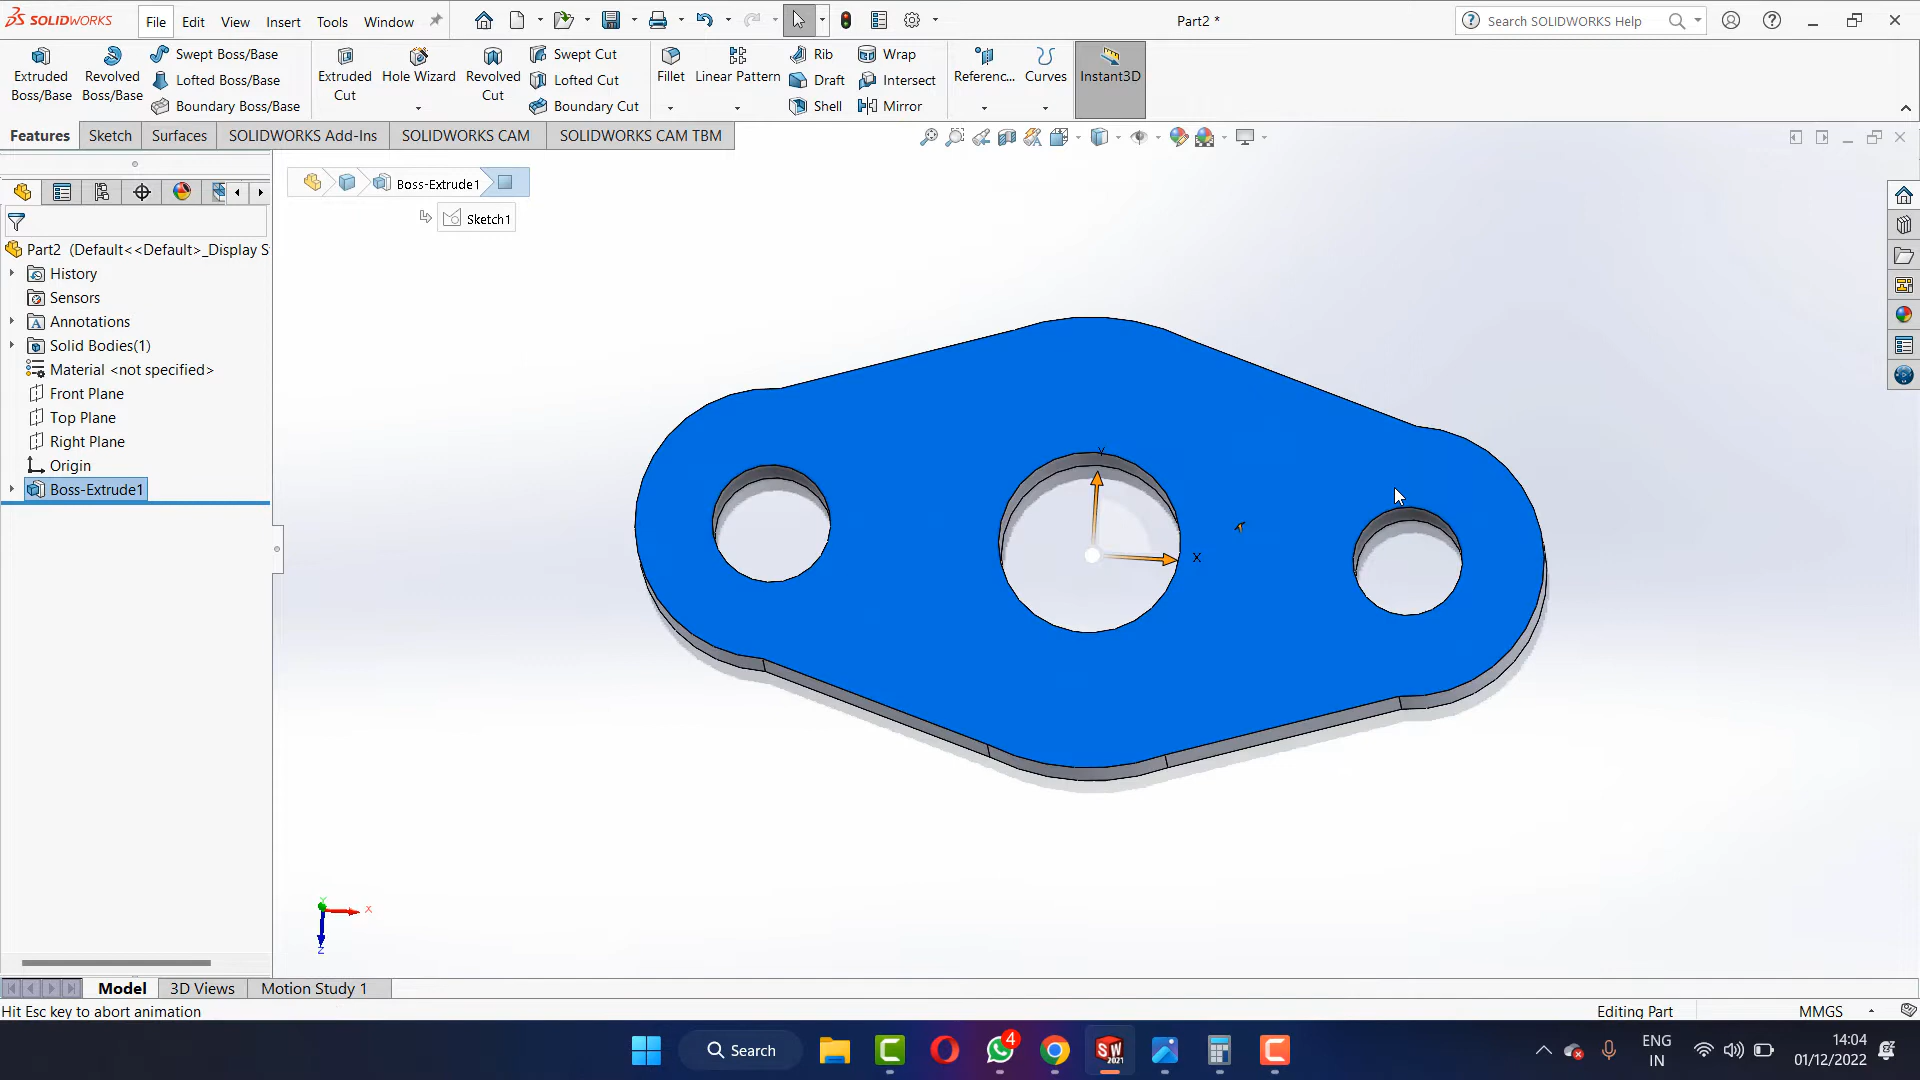 SOLIDWORKS File Edit View Insert Tools Window Part2 * Search SOLIDWORKS Help
Extruded Boss/Base
Revolved Boss/Base
Swept Boss/Base
Lofted Boss/Base
Boundary Boss/Base
Extruded Cut
Hole Wizard
Revolved Cut
Swept Cut
Lofted Cut
Boundary Cut
Fillet
Linear Pattern
Rib
Draft
Shell
Wrap
Intersect
Mirror
Referenc...
Curves
Instant3D
Features Sketch Surfaces SOLIDWORKS Add-Ins SOLIDWORKS CAM SOLIDWORKS CAM TBM
Boss-Extrude1
Sketch1
Part2 (Default<<Default>_Display S
History
Sensors
Annotations
Solid Bodies(1)
Material <not specified>
Front Plane
Top Plane
Right Plane
Origin
Boss-Extrude1
Y
X
Y
X
Z
Model 3D Views Motion Study 1
Hit Esc key to abort animation Editing Part MMGS
Search 4 SW 2021 ENG IN 14:04 01/12/2022